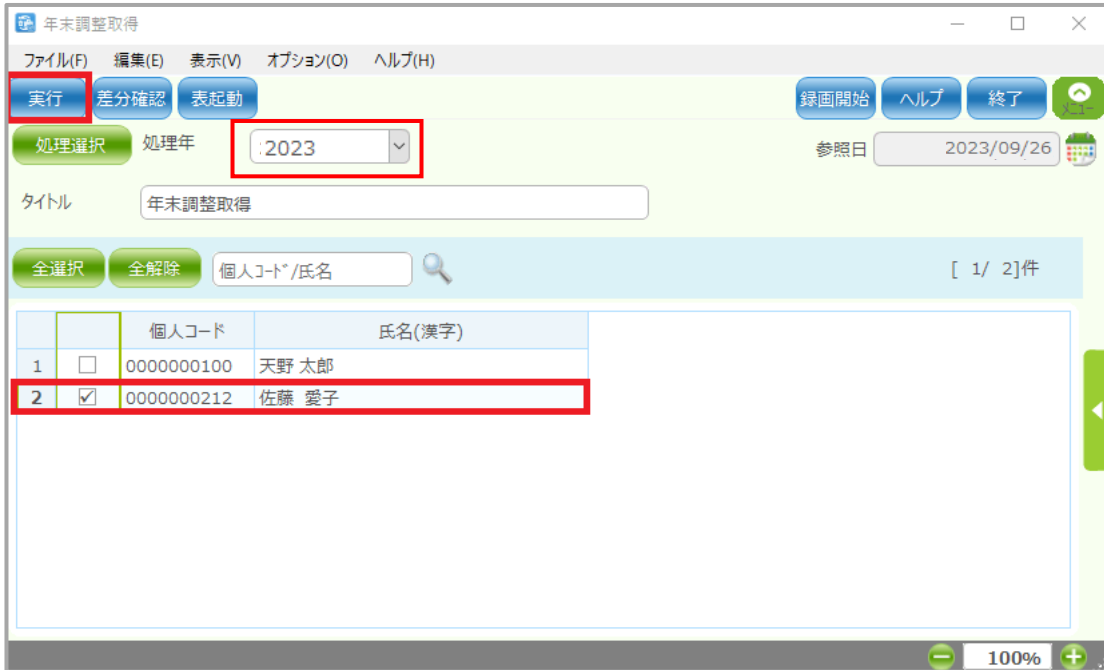 年末調整取得
ファイル(F) 編集(E) 表示(V) オプション(O) ヘルプ(H)
実行 差分確認 表起動 録画開始 ヘルプ 終了 メニュー
処理選択 処理年 :2023 参照日 2023/09/26
タイトル 年末調整取得
全選択 全解除 個人ｺｰﾄﾞ/氏名 [ 1/ 2]件
個人コード 氏名(漢字)
1 0000000100 天野 太郎
2 0000000212 佐藤 愛子
100%